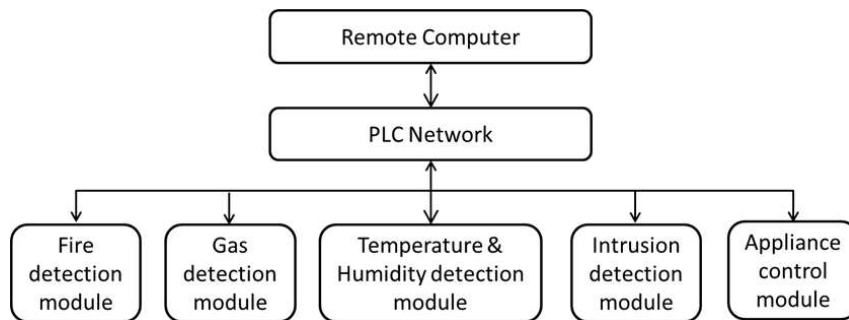 Remote Computer
PLC Network
Fire
detection
module
Gas
detection
module
Temperature &
Humidity detection
module
Intrusion
detection
module
Appliance
control
module